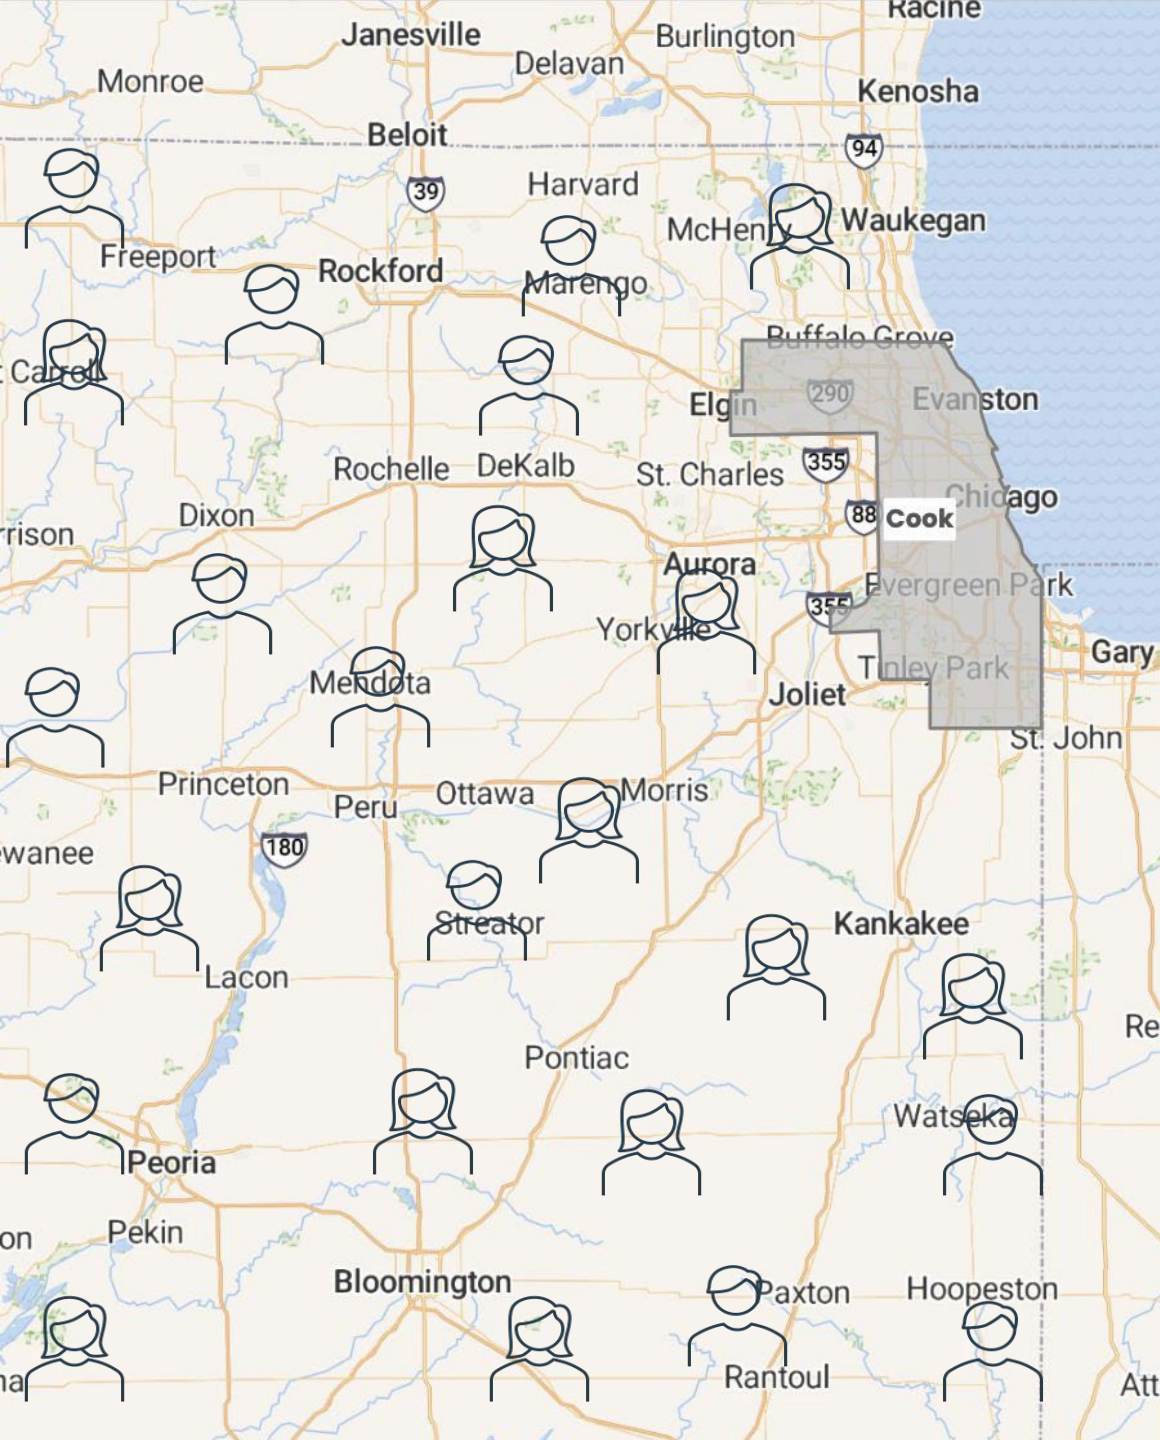 Racine
Janesville
Burlington
Delavan
Monroe
Kenosha
Beloit
94
39
Harvard
McHenry
Waukegan
Freeport
Rockford
Marengo
Buffalo Grove
Carroll
290
Elgin
Evanston
355
Rochelle
DeKalb
St. Charles
Chicago
Dixon
88
Cook
rrison
Aurora
Evergreen Park
355
Yorkville
Gary
Tinley Park
Mendota
Joliet
St. John
Princeton
Ottawa
Morris
Peru
180
ewanee
Streator
Kankakee
Lacon
Re
Pontiac
Watseka
Peoria
Pekin
on
Bloomington
Paxton
Hoopeston
Rantoul
na
Att